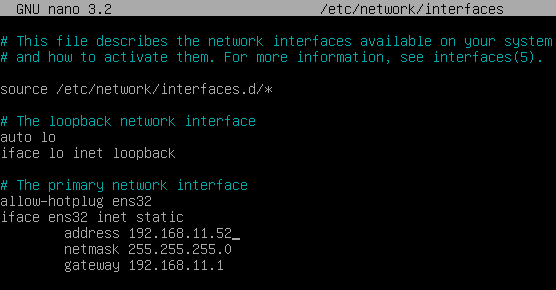 GNU nano 3.2 /etc/network/interfaces
# This file describes the network interfaces available on your system
# and how to activate them. For more information, see interfaces(5).
source /etc/network/interfaces.d/*
# The loopback network interface
auto lo
iface lo inet loopback
# The primary network interface
allow-hotplug ens32
iface ens32 inet static
address 192.168.11.52_
netmask 255.255.255.0
gateway 192.168.11.1